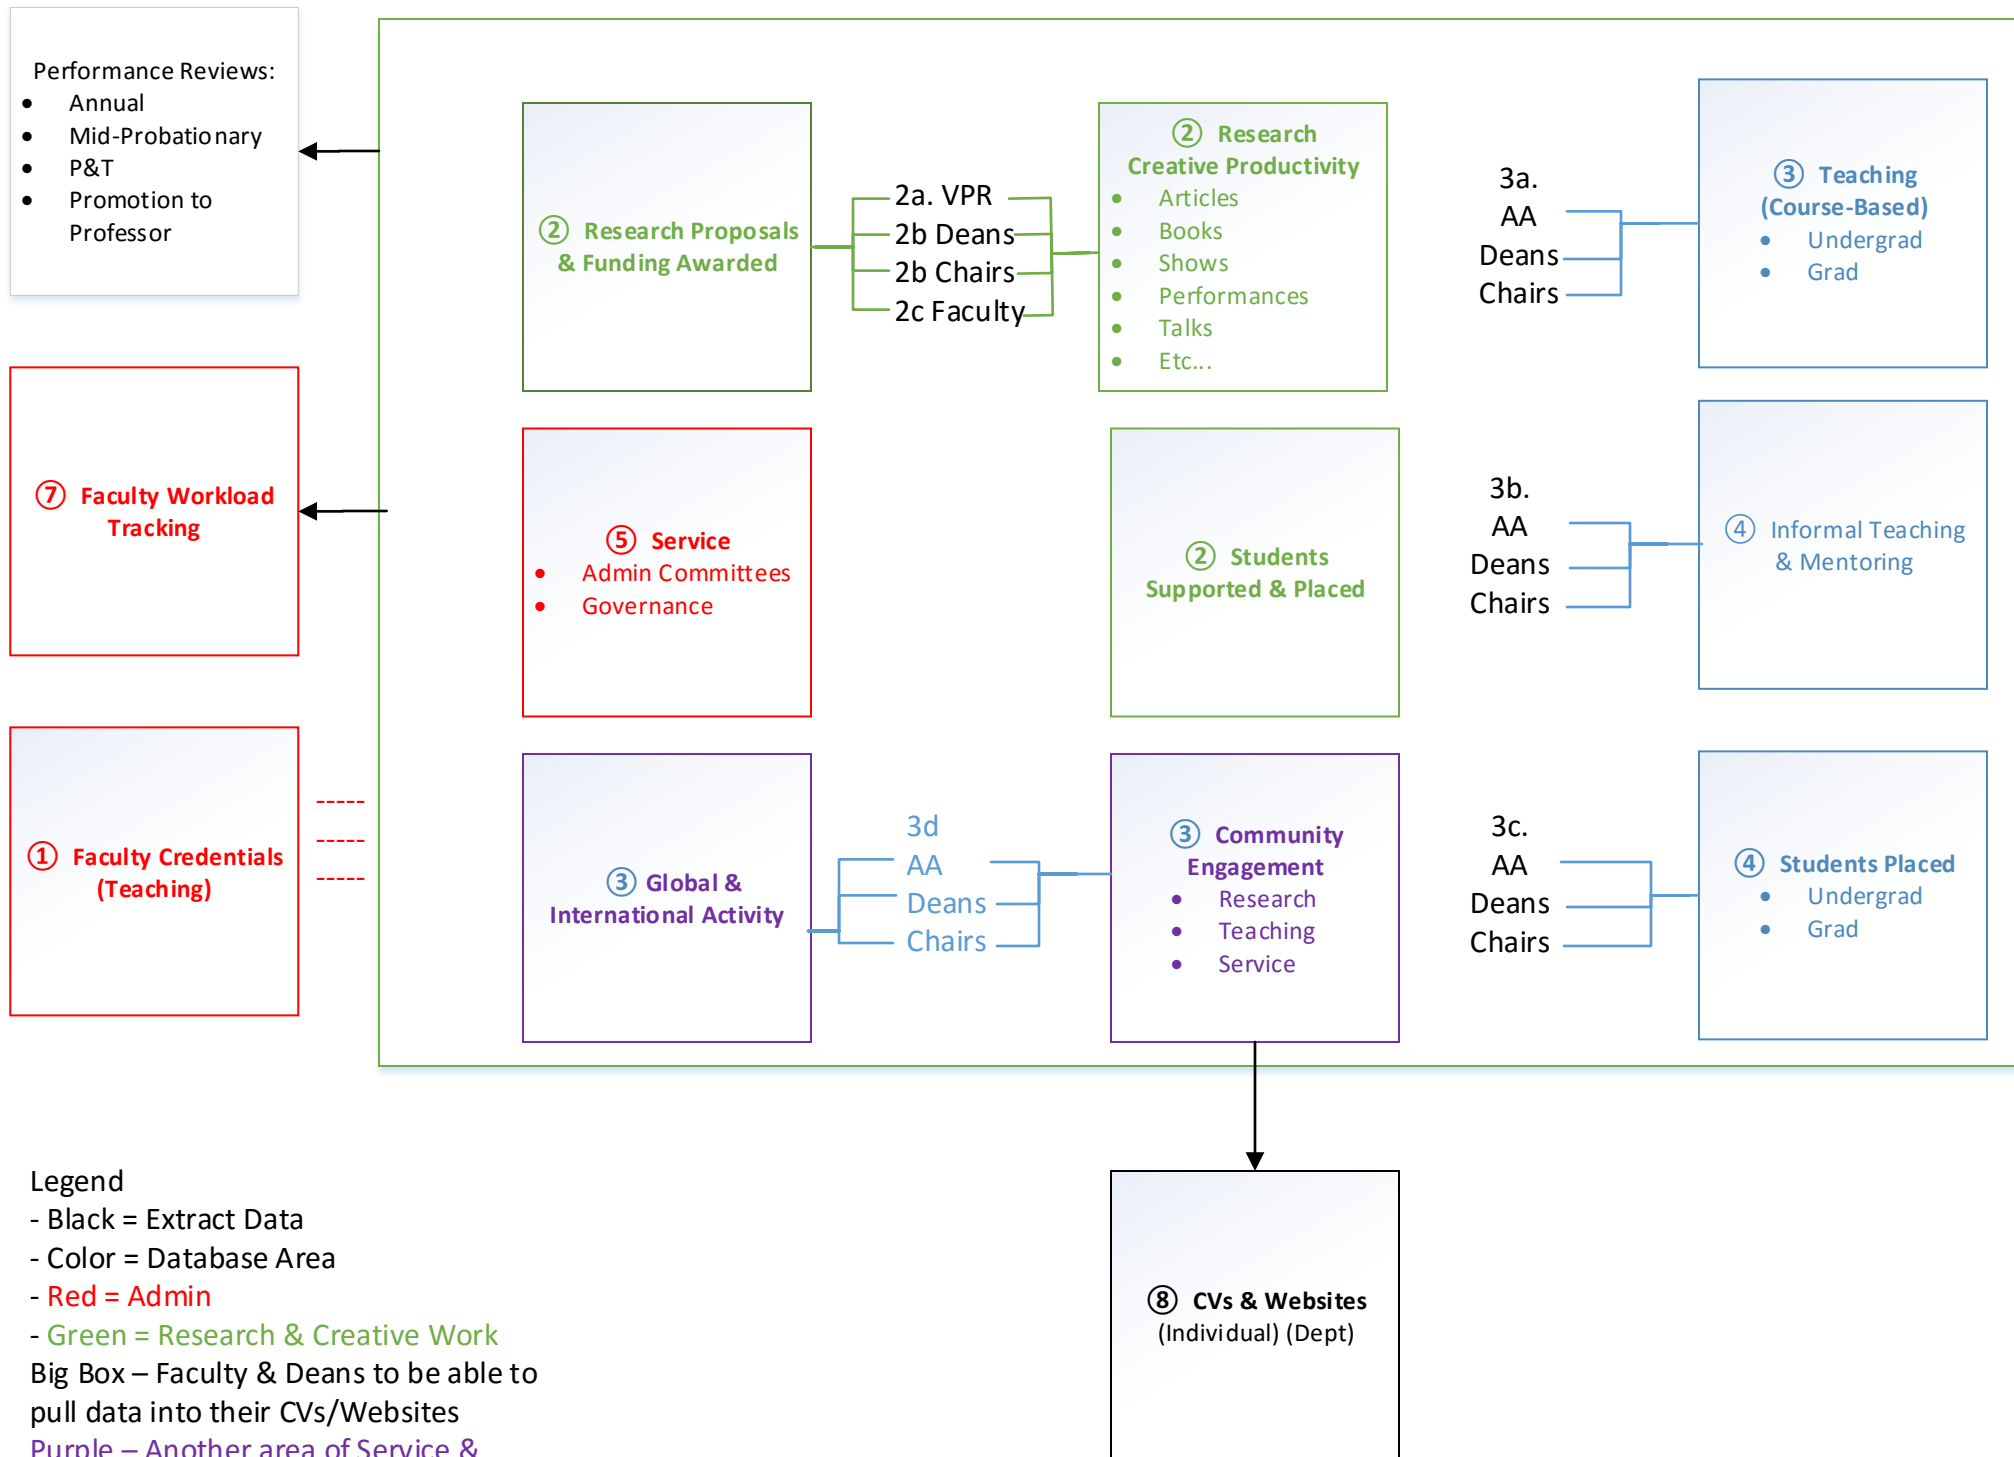 Performance Reviews:
• Annual
• Mid-Probationary
• P&T
• Promotion to
Professor
⑦ Faculty Workload
Tracking
① Faculty Credentials
(Teaching)
-----
-----
-----
② Research Proposals
& Funding Awarded
2a. VPR
2b Deans
2b Chairs
2c Faculty
② Research
Creative Productivity
• Articles
• Books
• Shows
• Performances
• Talks
• Etc...
3a.
AA
Deans
Chairs
③ Teaching
(Course-Based)
• Undergrad
• Grad
⑤ Service
• Admin Committees
• Governance
② Students
Supported & Placed
3b.
AA
Deans
Chairs
④ Informal Teaching
& Mentoring
③ Global &
International Activity
3d
AA
Deans
Chairs
③ Community
Engagement
• Research
• Teaching
• Service
3c.
AA
Deans
Chairs
④ Students Placed
• Undergrad
• Grad
⑧ CVs & Websites
(Individual) (Dept)
Legend
- Black = Extract Data
- Color = Database Area
- Red = Admin
- Green = Research & Creative Work
Big Box – Faculty & Deans to be able to
pull data into their CVs/Websites
Purple – Another area of Service &